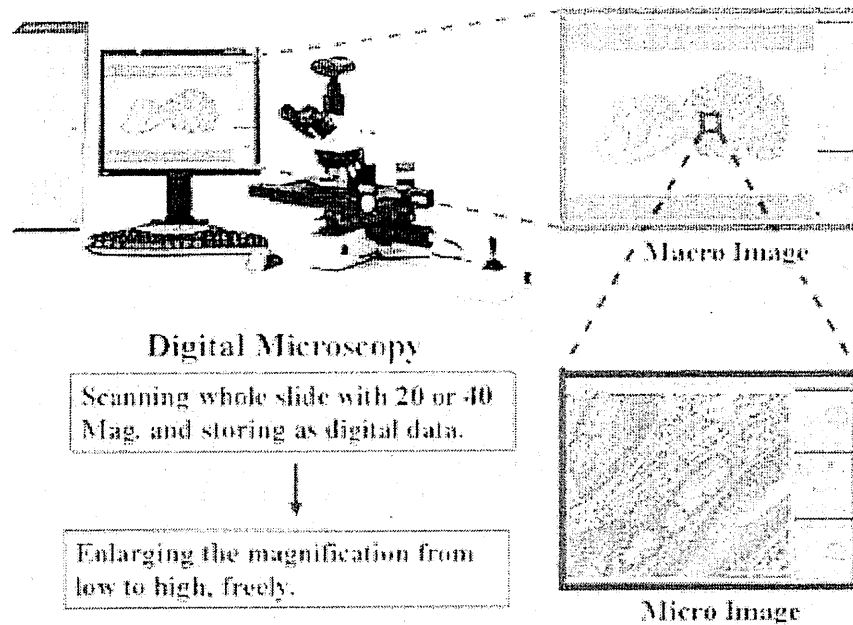 Macro Image
Digital Microscopy
Scanning whole slide with 20 or 40
Mag. and storing as digital data.
Enlarging the magnification from
low to high, freely.
Micro Image